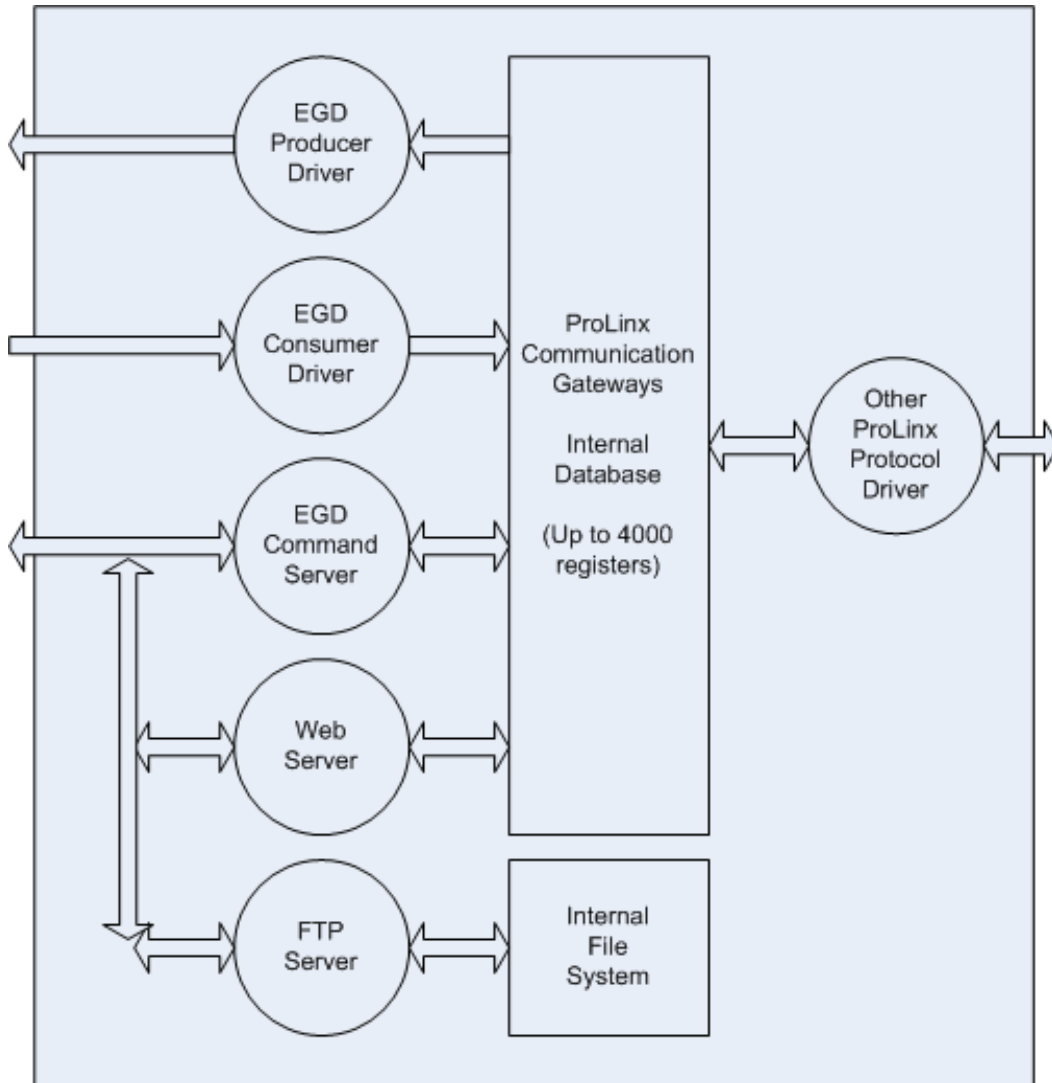 EGD
Producer
Driver
EGD
Consumer
Driver
EGD
Command
Server
Web
Server
FTP
Server
ProLinx
Communication
Gateways
Internal
Database
(Up to 4000
registers)
Internal
File
System
Other
ProLinx
Protocol
Driver